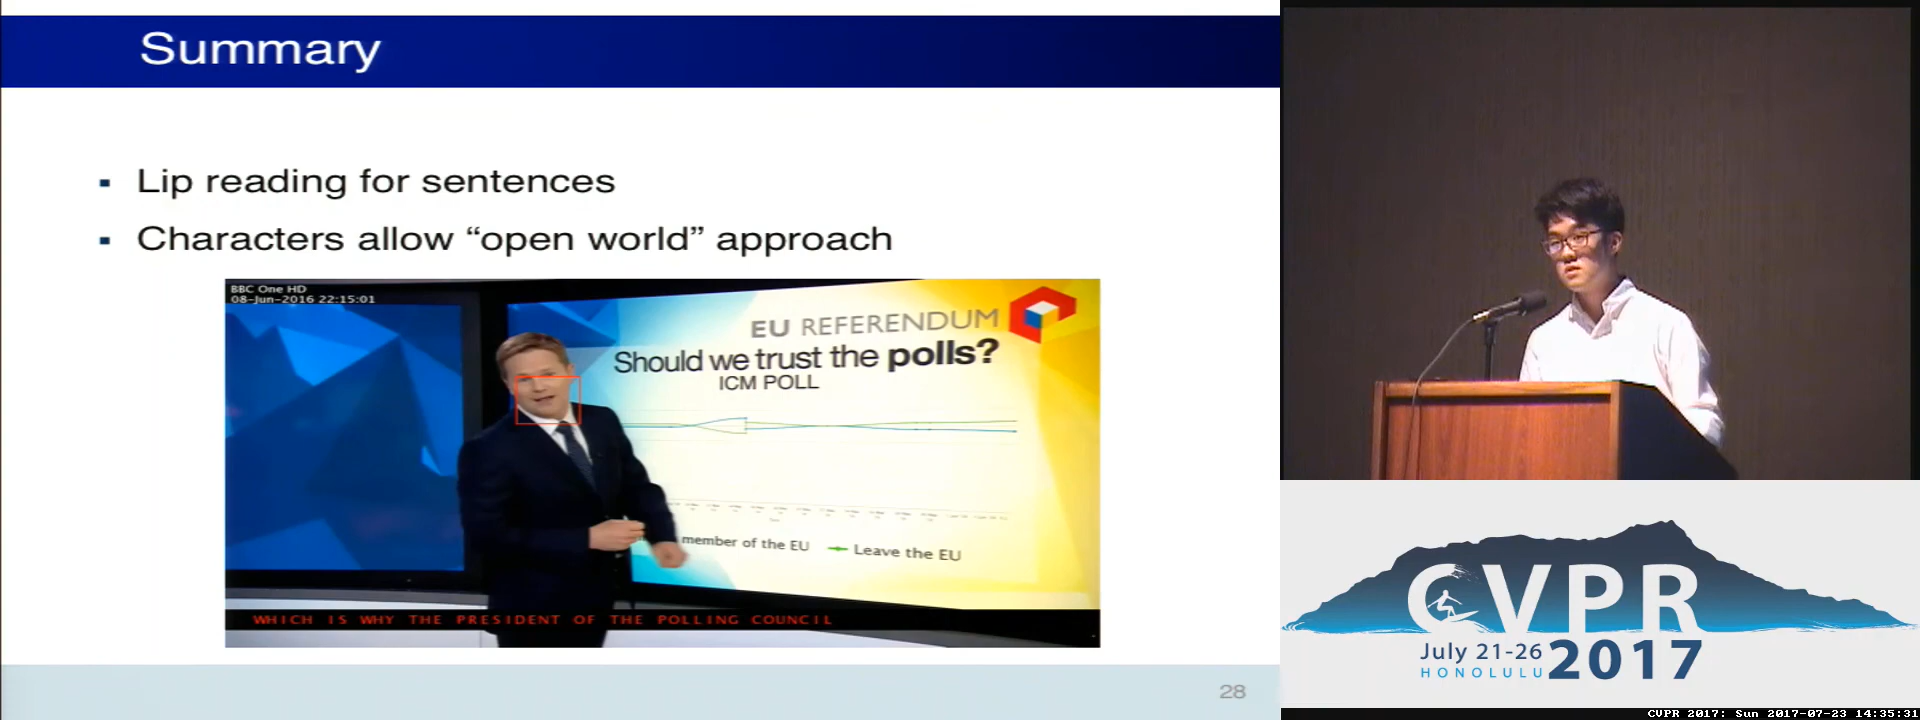 Summary
Lip reading for sentences
Characters allow “open world” approach
BBC One HD
08-Jun-2016 22:15:01
EU REFERENDUM
Should we trust the polls?
ICM POLL
member of the EU
Leave the EU
WHICH IS WHY THE PRESIDENT OF THE POLLING COUNCIL
28
CVPR
July 21-26
HONOLULU
2017
CVPR 2017: Sun 2017-07-23 14:35:31